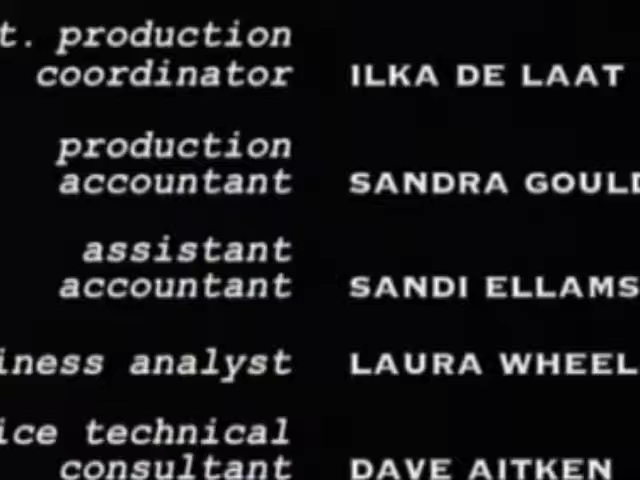 t. production
coordinator ILKA DE LAAT
production
accountant SANDRA GOULD
assistant
accountant SANDI ELLAMS
iness analyst LAURA WHEEL
ice technical
consultant DAVE AITKEN